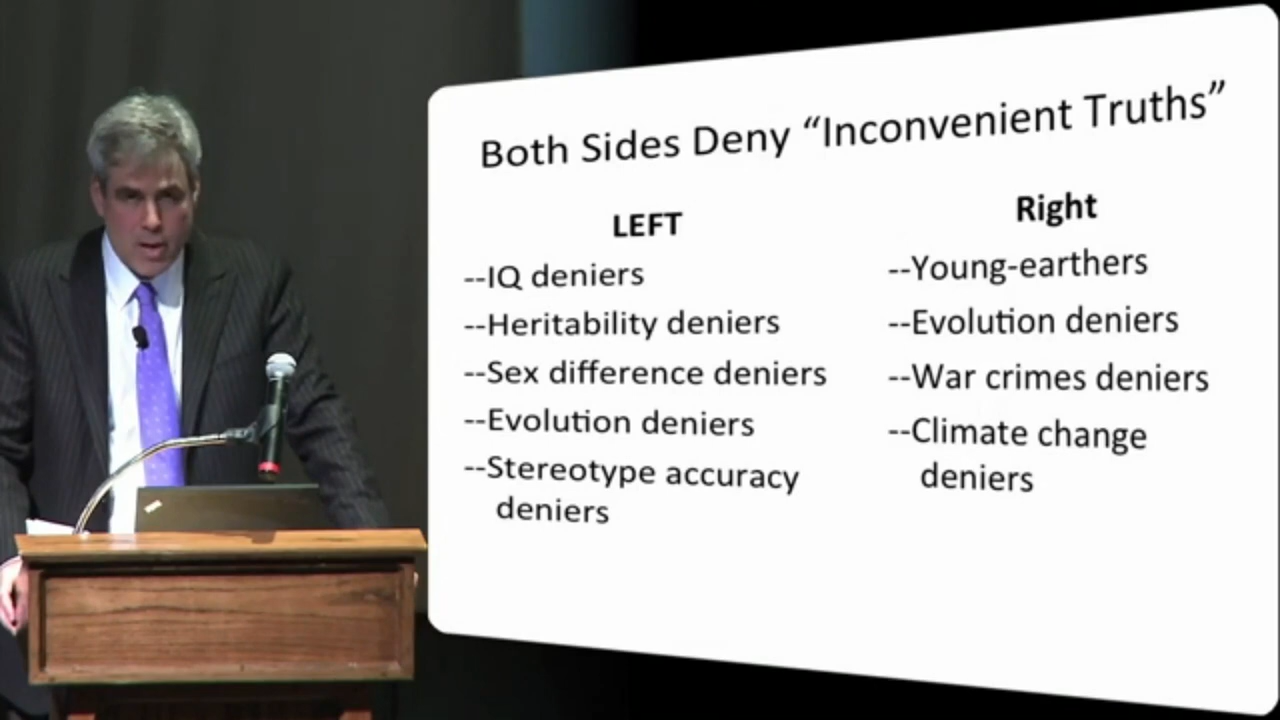 Both Sides Deny “Inconvenient Truths”
LEFT
--IQ deniers
--Heritability deniers
--Sex difference deniers
--Evolution deniers
--Stereotype accuracy
deniers
Right
--Young-earthers
--Evolution deniers
--War crimes deniers
--Climate change
deniers